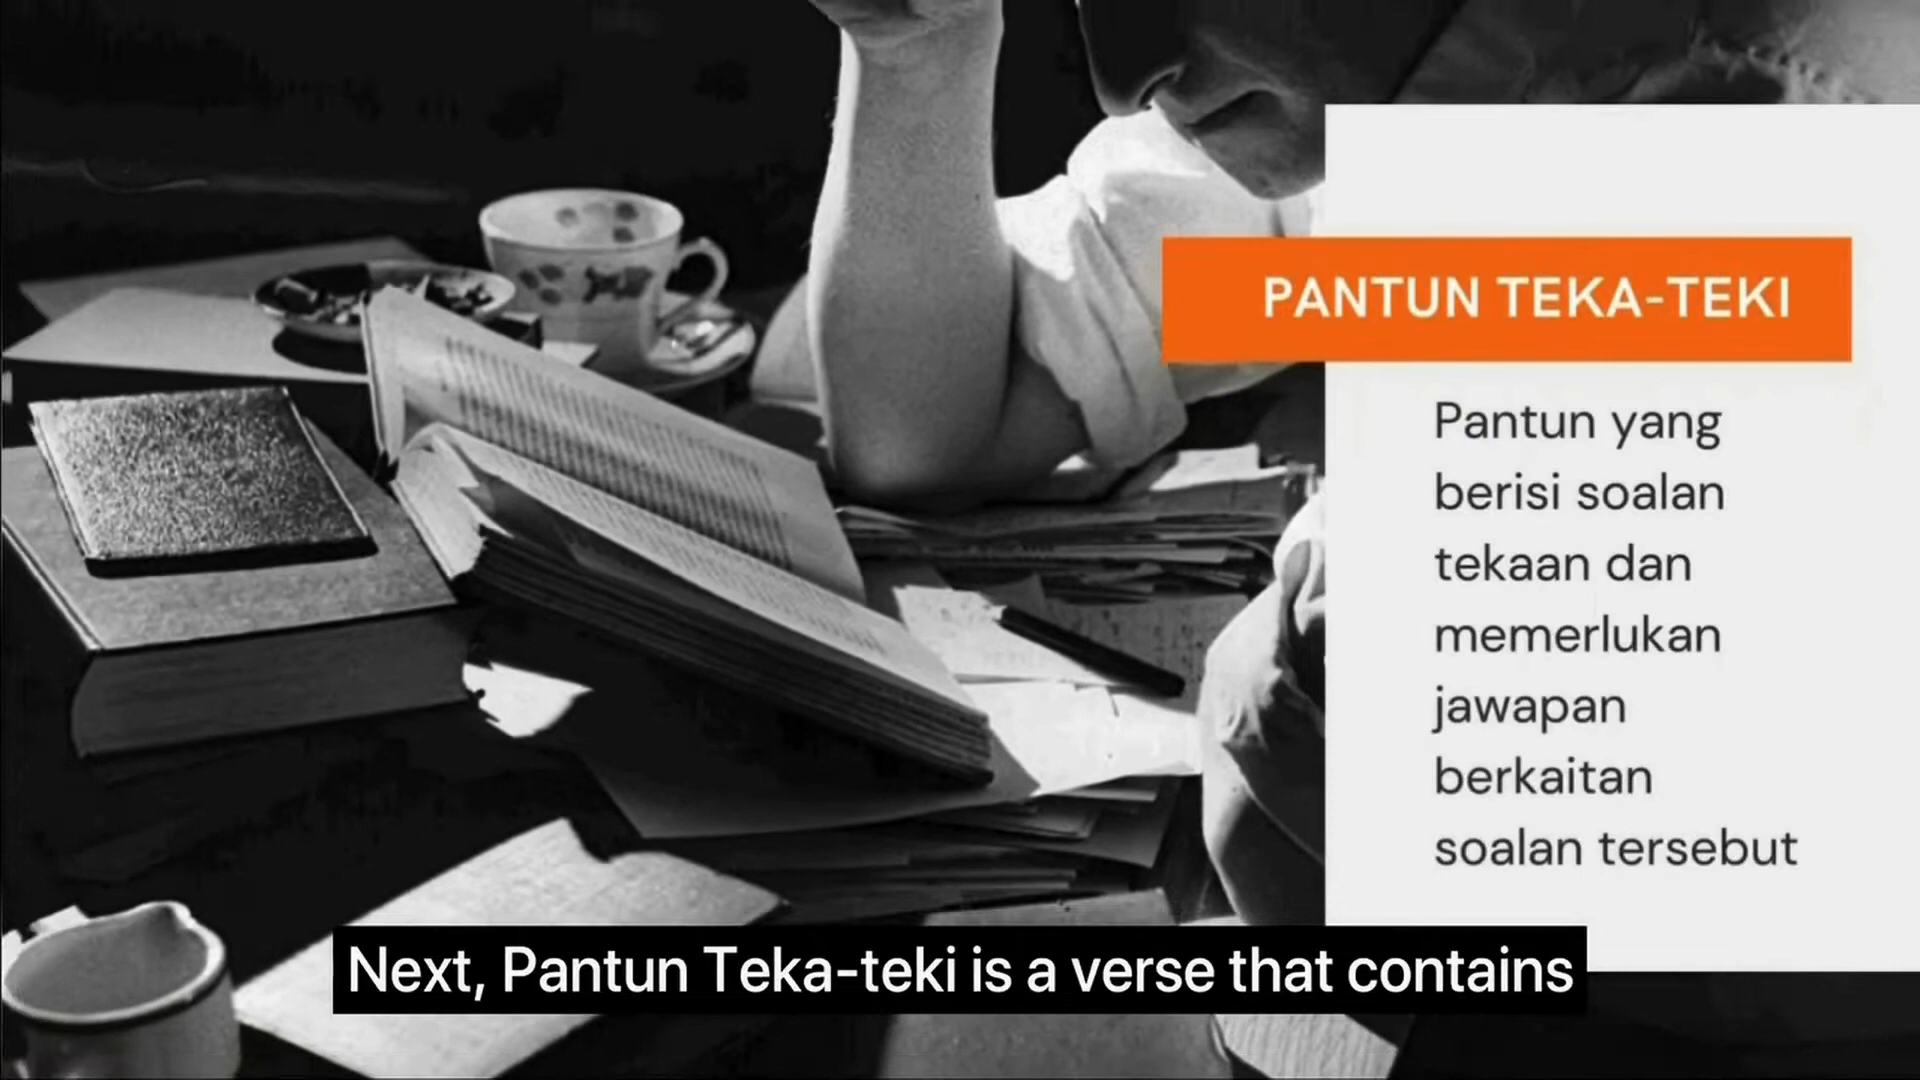 PANTUN TEKA-TEKI
Pantun yang
berisi soalan
tekaan dan
memerlukan
jawapan
berkaitan
soalan tersebut
Next, Pantun Teka-teki is a verse that contains